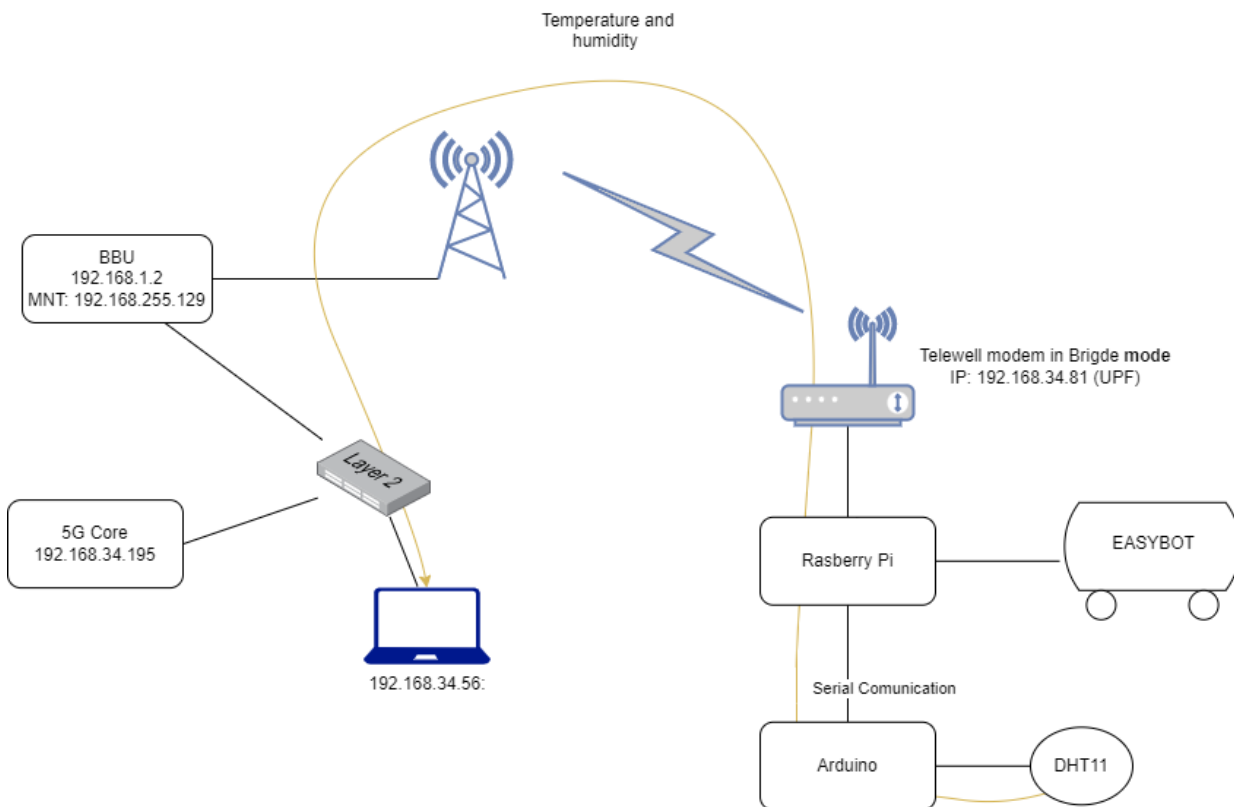 Temperature and
humidity
BBU
192.168.1.2
MNT: 192.168.255.129
Telewell modem in Brigde mode
IP: 192.168.34.81 (UPF)
Layer 2
5G Core
192.168.34.195
Rasberry Pi
EASYBOT
192.168.34.56:
Serial Comunication
Arduino
DHT11